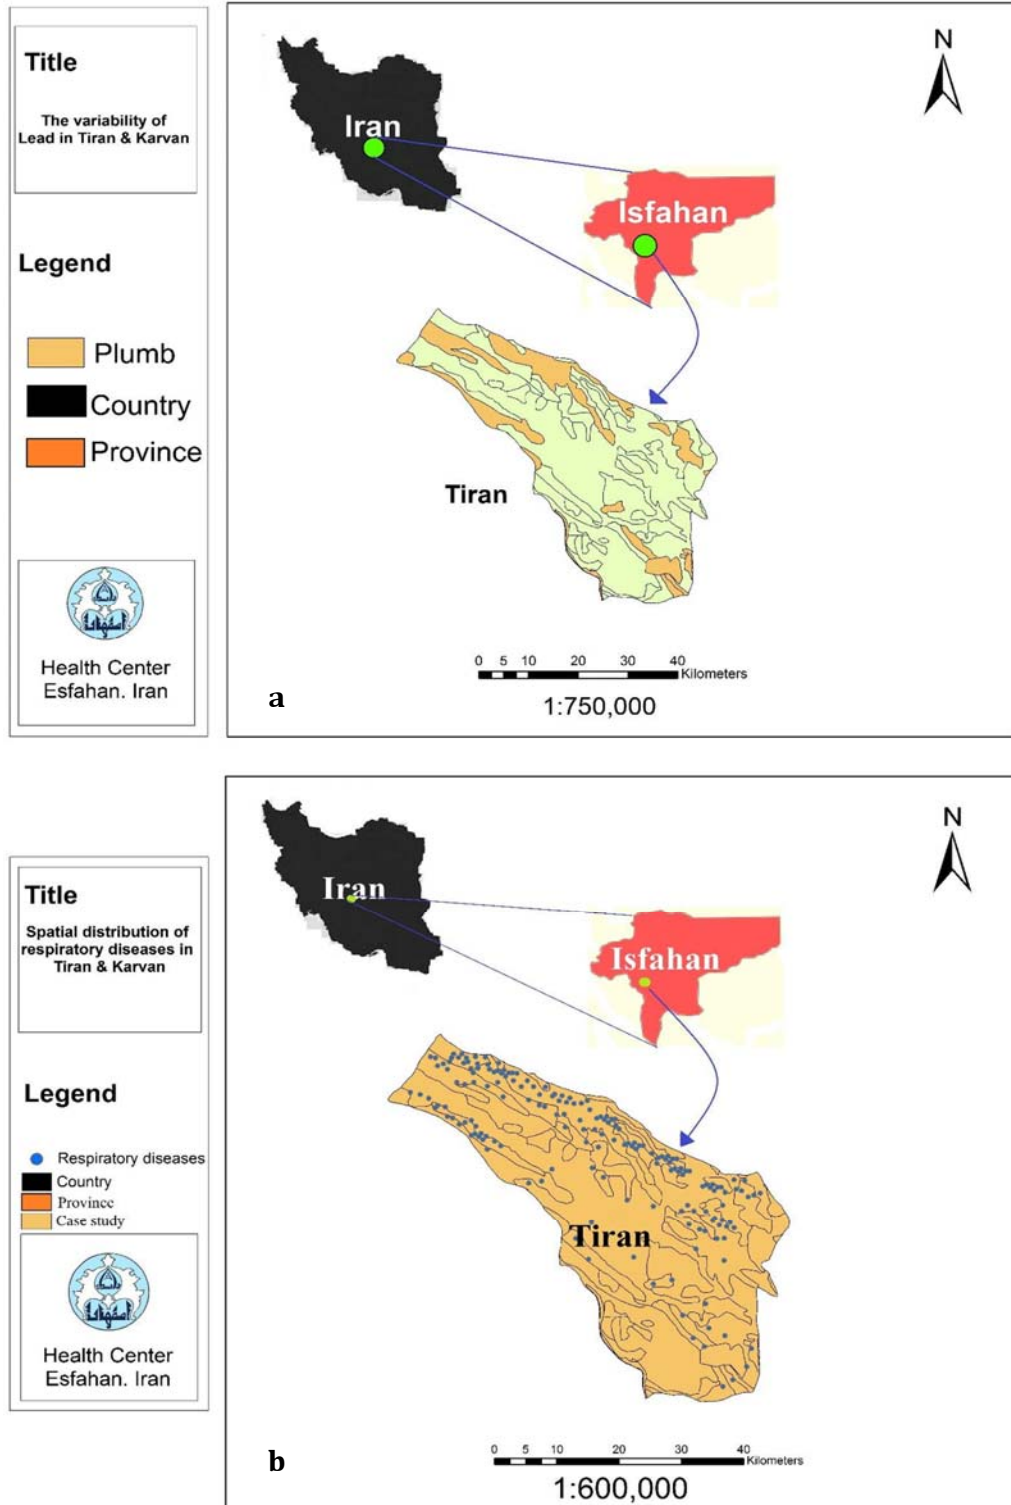 Title
The variability of
Lead in Tiran & Karvan
Legend
Plumb
Country
Province
Health Center
Esfahan. Iran
Iran
Isfahan
N
Tiran
0 5 10 20 30 40
Kilometers
1:750,000
a
Title
Spatial distribution of
respiratory diseases in
Tiran & Karvan
Legend
Respiratory diseases
Country
Province
Case study
Health Center
Esfahan. Iran
Iran
Isfahan
N
Tiran
0 5 10 20 30 40
Kilometers
1:600,000
b